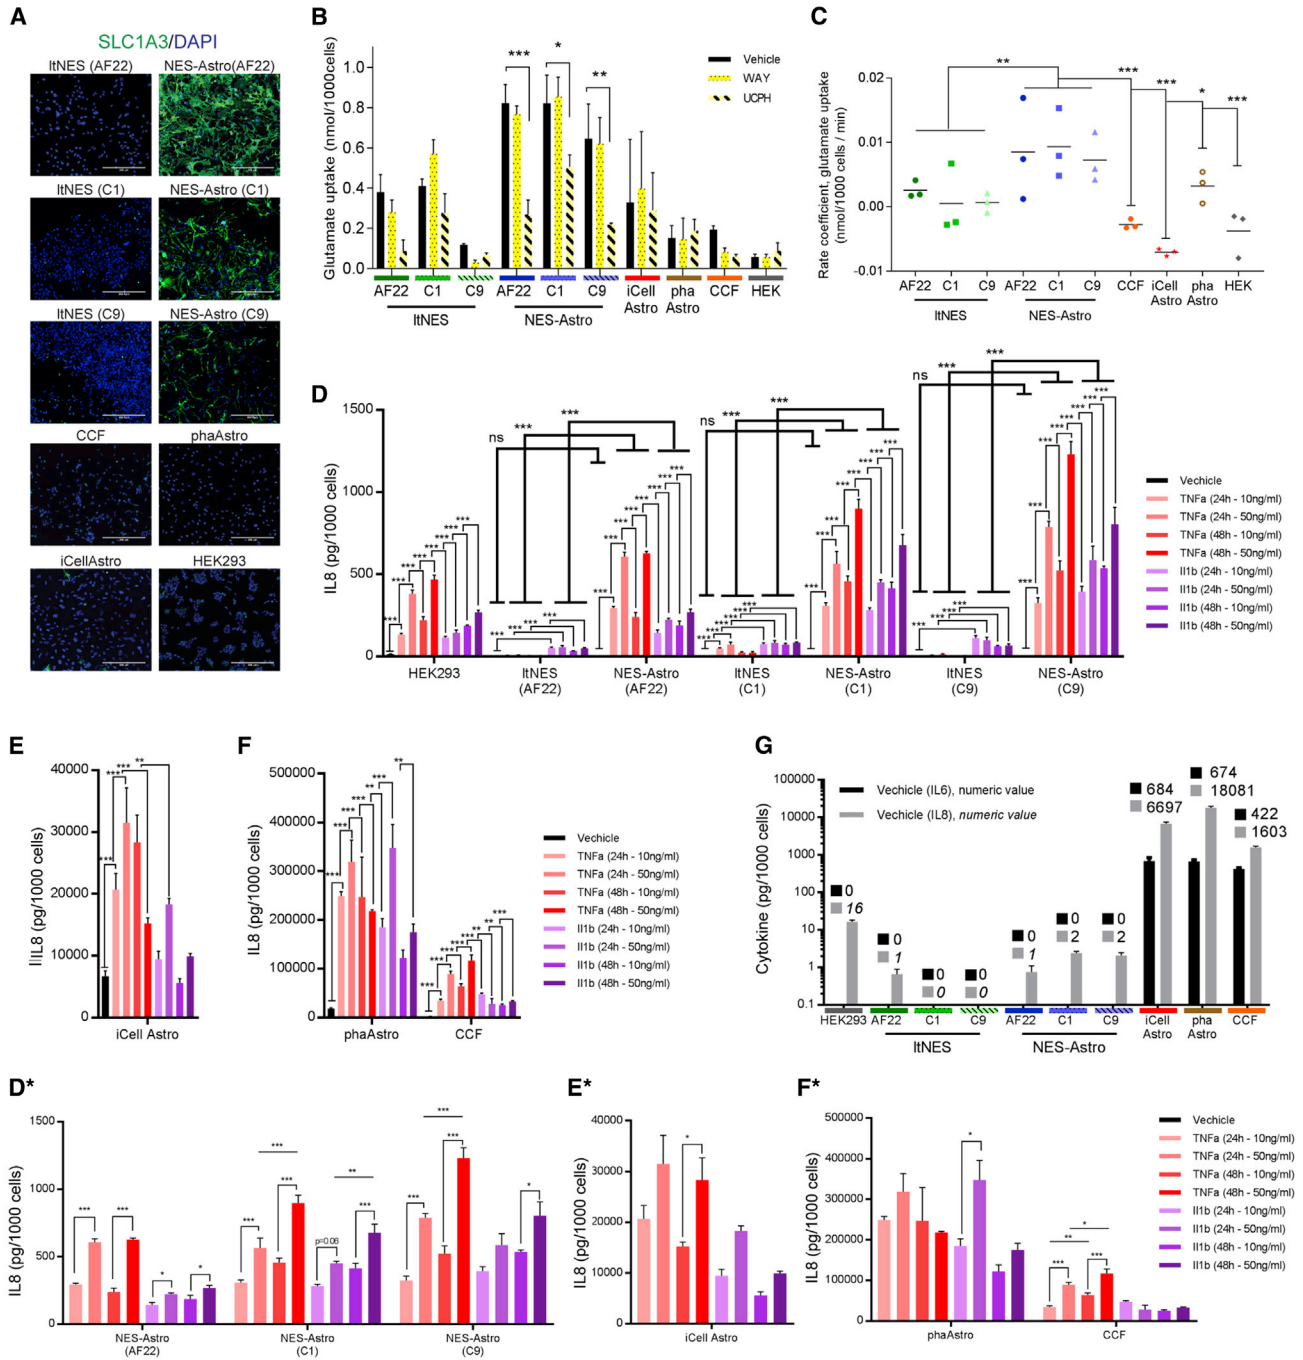 A
SLC1A3/DAPI
ltNES (AF22)
NES-Astro(AF22)
ltNES (C1)
NES-Astro (C1)
ltNES (C9)
NES-Astro (C9)
CCF
phaAstro
iCellAstro
HEK293
B
Glutamate uptake (nmol/1000cells)
1.0
0.8
0.6
0.4
0.2
0.0
***
*
**
Vehicle
WAY
UCPH
AF22 C1 C9 AF22 C1 C9 iCell Astro pha Astro CCF HEK
ltNES NES-Astro
C
Rate coefficient, glutamate uptake
(nmol/1000 cells / min)
0.02
0.010
0.00
-0.01
** *** *** * ***
AF22 C1 C9 AF22 C1 C9 CCF iCell Astro pha Astro HEK
ltNES NES-Astro
D
IL8 (pg/1000 cells)
1500
1000
500
0
ns *** ***
ns *** ***
ns *** ***
HEK293
ltNES (AF22)
NES-Astro (AF22)
ltNES (C1)
NES-Astro (C1)
ltNES (C9)
NES-Astro (C9)
Vechicle
TNFa (24h - 10ng/ml)
TNFa (24h - 50ng/ml)
TNFa (48h - 10ng/ml)
TNFa (48h - 50ng/ml)
Il1b (24h - 10ng/ml)
Il1b (24h - 50ng/ml)
Il1b (48h - 10ng/ml)
Il1b (48h - 50ng/ml)
E
IL8 (pg/1000 cells)
40000
30000
20000
10000
0
*** *** *** **
iCell Astro
F
IL8 (pg/1000 cells)
500000
400000
300000
200000
100000
0
*** *** *** *** ** *** **
*** *** *** *** ** ** ***
phaAstro
CCF
Vechicle
TNFa (24h - 10ng/ml)
TNFa (24h - 50ng/ml)
TNFa (48h - 10ng/ml)
TNFa (48h - 50ng/ml)
Il1b (24h - 10ng/ml)
Il1b (24h - 50ng/ml)
Il1b (48h - 10ng/ml)
Il1b (48h - 50ng/ml)
G
Cytokine (pg/1000 cells)
100000
10000
1000
100
10
1
0.1
Vechicle (IL6), numeric value
Vechicle (IL8), numeric value
0
16
0
1
0
0
0
0
0
1
0
2
0
2
684
6697
674
18081
422
1603
HEK293 AF22 C1 C9 AF22 C1 C9 iCell Astro pha Astro CCF
ltNES NES-Astro
D*
IL8 (pg/1000 cells)
1500
1000
500
0
*** *** * *
*** *** *** p=0.06 *** **
*** *** *** *
NES-Astro (AF22)
NES-Astro (C1)
NES-Astro (C9)
E*
IL8 (pg/1000 cells)
40000
30000
20000
10000
0
*
iCell Astro
F*
IL8 (pg/1000 cells)
500000
400000
300000
200000
100000
0
*
*** ** * ***
phaAstro
CCF
Vechicle
TNFa (24h - 10ng/ml)
TNFa (24h - 50ng/ml)
TNFa (48h - 10ng/ml)
TNFa (48h - 50ng/ml)
Il1b (24h - 10ng/ml)
Il1b (24h - 50ng/ml)
Il1b (48h - 10ng/ml)
Il1b (48h - 50ng/ml)